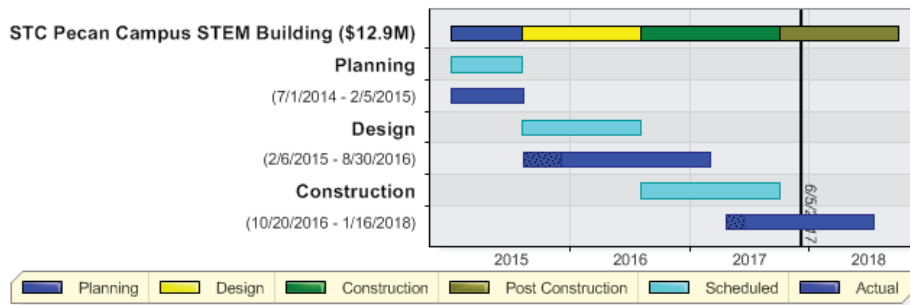 STC Pecan Campus STEM Building ($12.9M)
Planning
(7/1/2014 - 2/5/2015)
Design
(2/6/2015 - 8/30/2016)
Construction
(10/20/2016 - 1/16/2018)
2015 2016 2017 2018
Planning Design Construction Post Construction Scheduled Actual